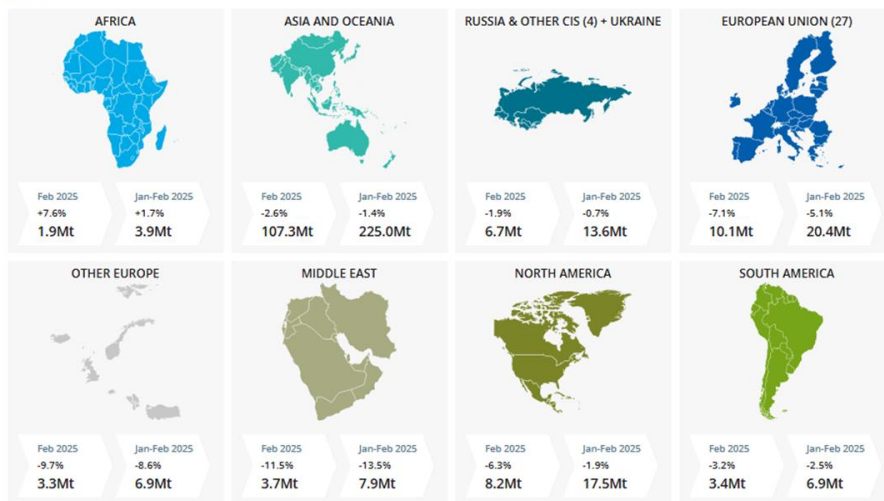 AFRICA
Feb 2025
+7.6%
1.9Mt
Jan-Feb 2025
+1.7%
3.9Mt
ASIA AND OCEANIA
Feb 2025
-2.6%
107.3Mt
Jan-Feb 2025
-1.4%
225.0Mt
RUSSIA & OTHER CIS (4) + UKRAINE
Feb 2025
-1.9%
6.7Mt
Jan-Feb 2025
-0.7%
13.6Mt
EUROPEAN UNION (27)
Feb 2025
-7.1%
10.1Mt
Jan-Feb 2025
-5.1%
20.4Mt
OTHER EUROPE
Feb 2025
-9.7%
3.3Mt
Jan-Feb 2025
-8.6%
6.9Mt
MIDDLE EAST
Feb 2025
-11.5%
3.7Mt
Jan-Feb 2025
-13.5%
7.9Mt
NORTH AMERICA
Feb 2025
-6.3%
8.2Mt
Jan-Feb 2025
-1.9%
17.5Mt
SOUTH AMERICA
Feb 2025
-3.2%
3.4Mt
Jan-Feb 2025
-2.5%
6.9Mt